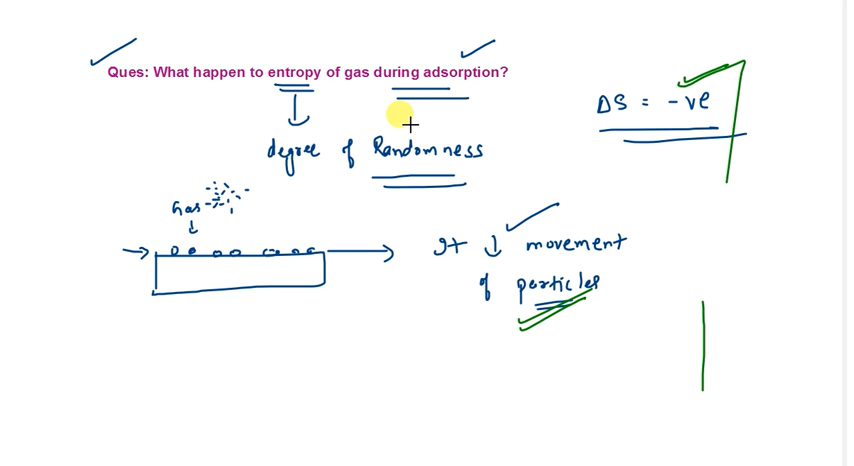 Ques: What happen to entropy of gas during adsorption?
ΔS = -ve
degree of Randomness
Gas
It ↓ movement
of particles